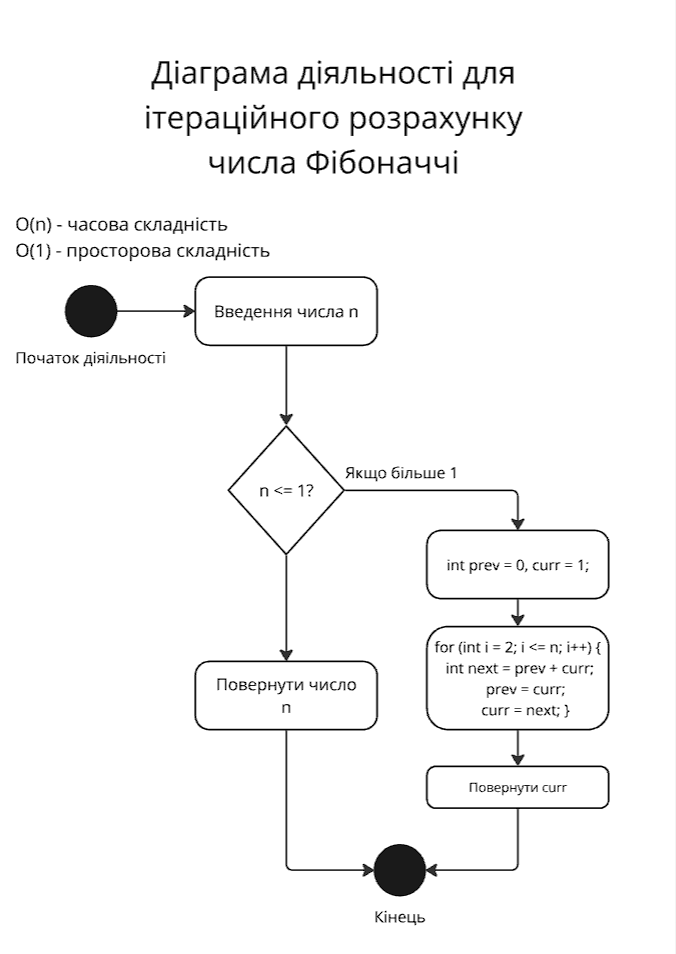 Діаграма діяльності для
ітераційного розрахунку
числа Фібоначчі
O(n) - часова складність
O(1) - просторова складність
Введення числа n
Початок діяільності
n <= 1?
Якщо більше 1
int prev = 0, curr = 1;
for (int i = 2; i <= n; i++) {
int next = prev + curr;
prev = curr;
curr = next; }
Повернути число
n
Повернути curr
Кінець